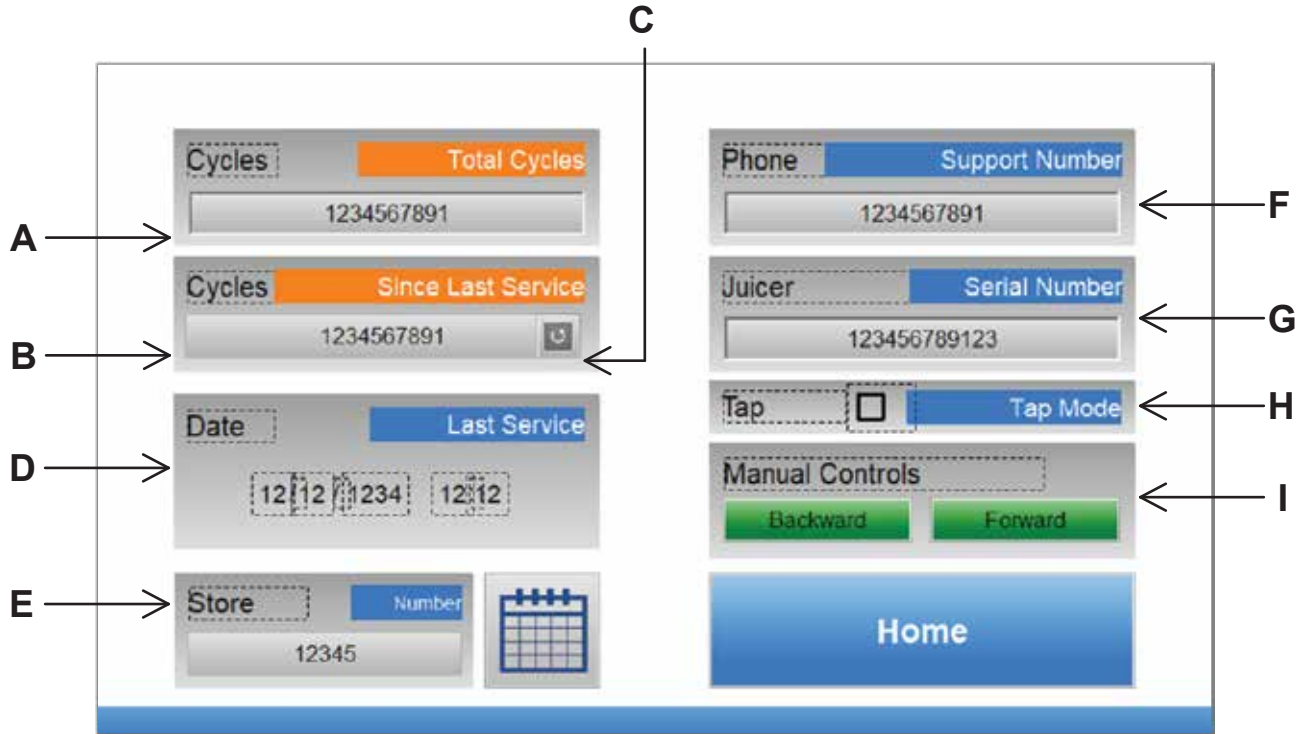 C
Cycles Total Cycles
1234567891
A
Cycles Since Last Service
1234567891
B
Date Last Service
12/12/1234 12:12
D
Store Number
12345
E
Phone Support Number
1234567891
F
Juicer Serial Number
123456789123
G
Tap Tap Mode
H
Manual Controls
Backward Forward
I
Home